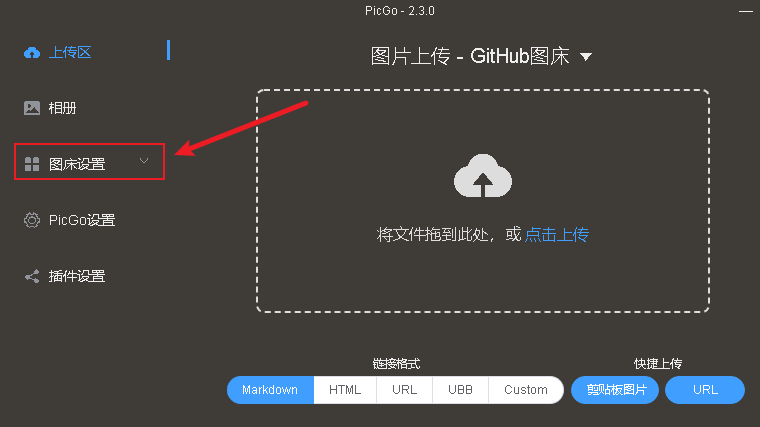 PicGo - 2.3.0
上传区
相册
图床设置
PicGo设置
插件设置
图片上传 - GitHub图床
将文件拖到此处，或 点击上传
链接格式
快捷上传
Markdown HTML URL UBB Custom 剪贴板图片 URL